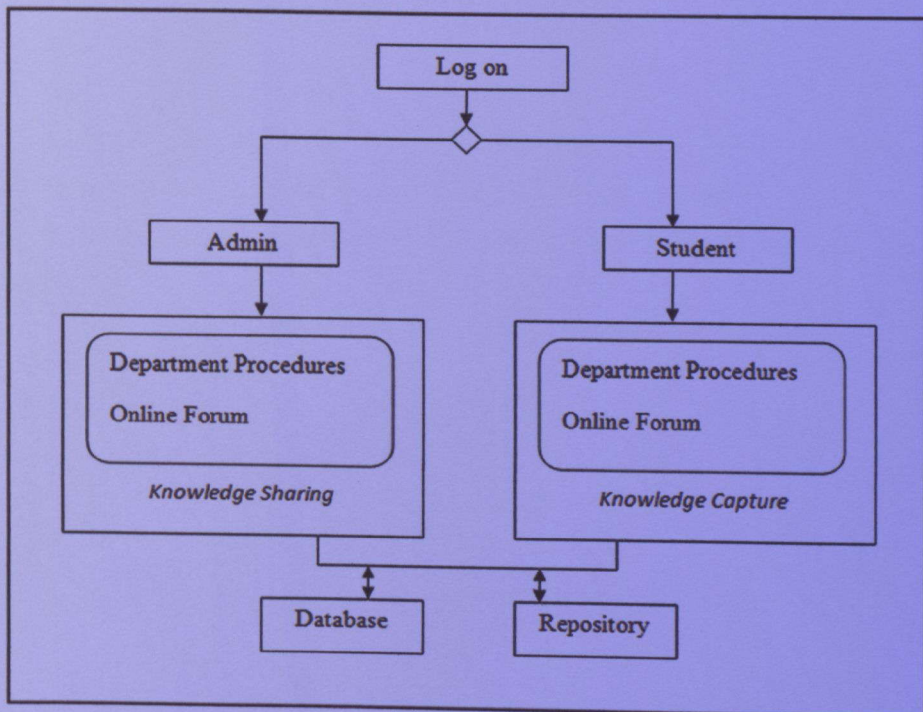 Log on
Admin
Student
Department Procedures
Online Forum
Knowledge Sharing
Department Procedures
Online Forum
Knowledge Capture
Database
Repository